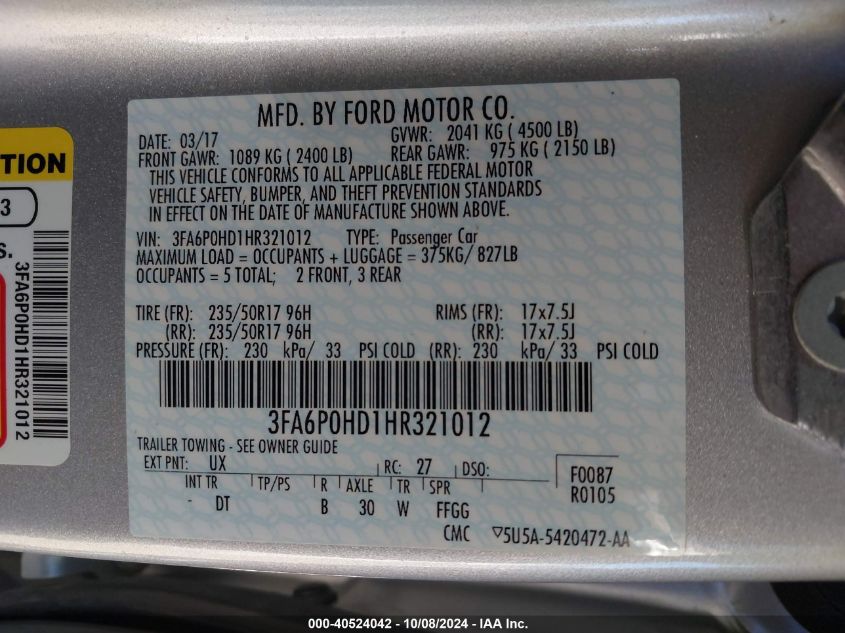 MFD. BY FORD MOTOR CO.
DATE: 03/17 GVWR: 2041 KG ( 4500 LB)
FRONT GAWR: 1089 KG ( 2400 LB) REAR GAWR: 975 KG ( 2150 LB)
THIS VEHICLE CONFORMS TO ALL APPLICABLE FEDERAL MOTOR
VEHICLE SAFETY, BUMPER, AND THEFT PREVENTION STANDARDS
IN EFFECT ON THE DATE OF MANUFACTURE SHOWN ABOVE.
VIN: 3FA6P0HD1HR321012 TYPE: Passenger Car
MAXIMUM LOAD = OCCUPANTS + LUGGAGE = 375KG/ 827LB
OCCUPANTS = 5 TOTAL; 2 FRONT, 3 REAR
TIRE (FR): 235/50R17 96H RIMS (FR): 17x7.5J
(RR): 235/50R17 96H (RR): 17x7.5J
PRESSURE (FR): 230 kPa/ 33 PSI COLD (RR): 230 kPa/ 33 PSI COLD
3FA6P0HD1HR321012
TRAILER TOWING - SEE OWNER GUIDE
EXT PNT: UX RC: 27 DSO:
INT TR TP/PS R AXLE TR SPR
- DT B 30 W FFGG
F0087
R0105
CMC ▽5U5A-5420472-AA
TION
3
S.
3FA6P0HD1HR321012
000-40524042 - 10/08/2024 - IAA Inc.